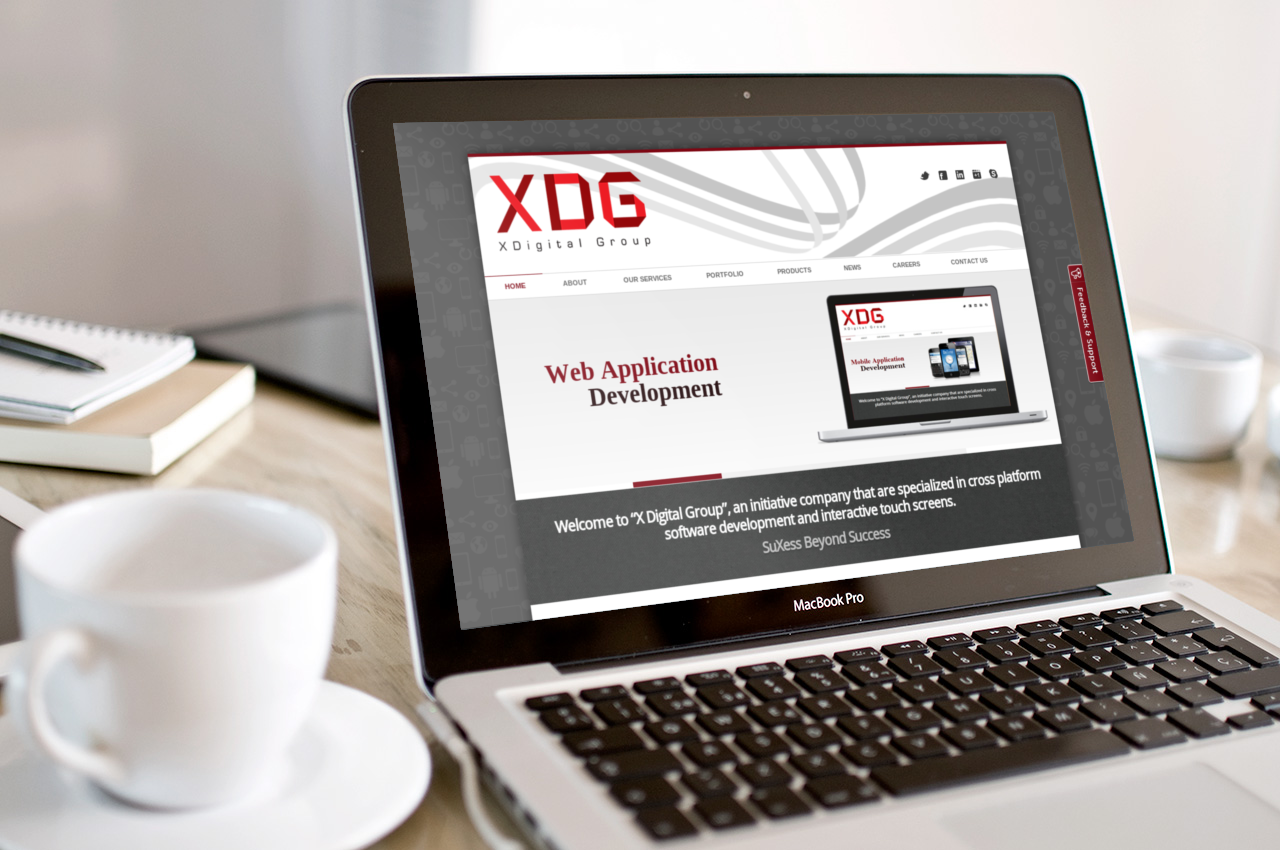 XDG
XDigital Group
HOME
ABOUT
OUR SERVICES
PORTFOLIO
PRODUCTS
NEWS
CAREERS
CONTACT US
Web Application
Development
XDG
XDigital Group
Mobile Application
Development
Welcome to "X Digital Group", an initiative company that are specialized in cross
platform software development and interactive touch screens.
Feedback & Support
Welcome to “X Digital Group”, an initiative company that are specialized in cross platform
software development and interactive touch screens.
SuXess Beyond Success
MacBook Pro